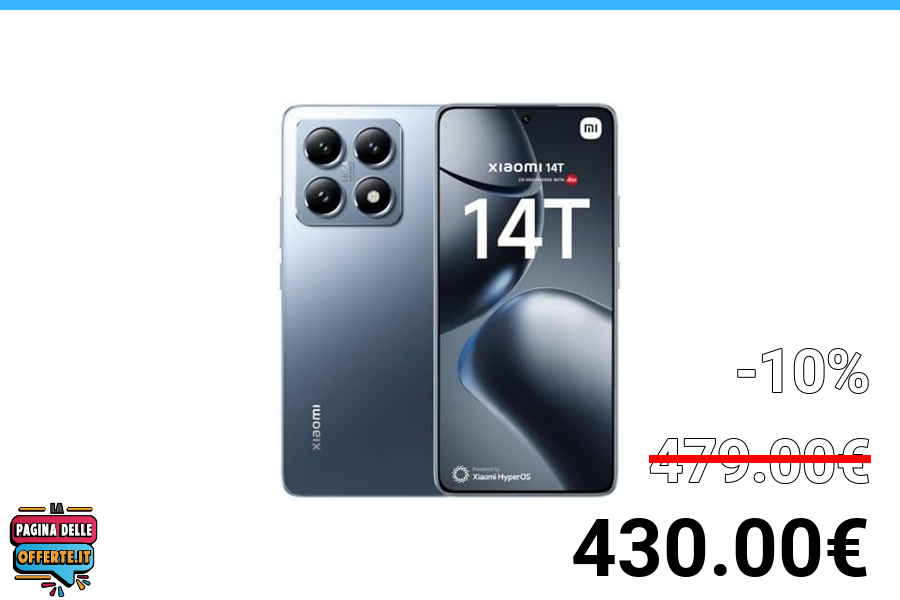 XIAOMI 14T
CO-ENGINEERED WITH Leica
14T
xiaomi
Powered by
Xiaomi HyperOS
-10%
479.00€
430.00€
LA
PAGINA DELLE
OFFERTE.IT